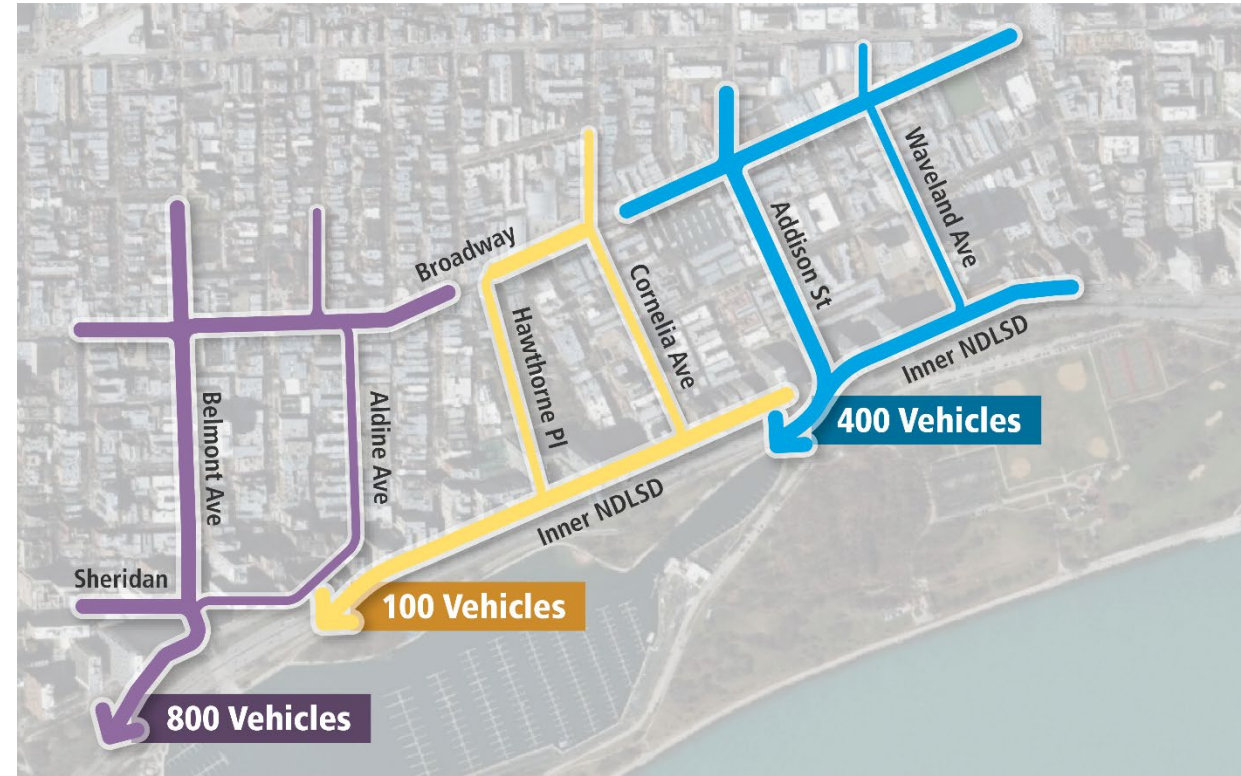 Waveland Ave
Addison St
Broadway
Cornelia Ave
Hawthorne Pl
Inner NDLSD
400 Vehicles
Belmont Ave
Aldine Ave
Inner NDLSD
Sheridan
100 Vehicles
800 Vehicles